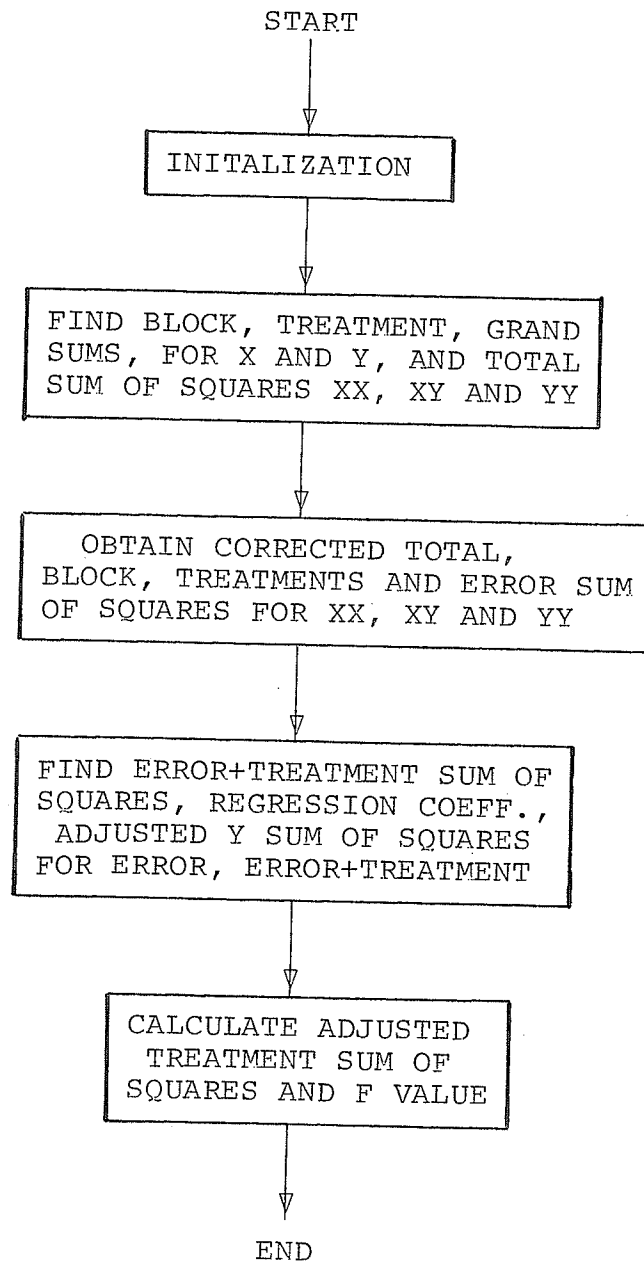 START
INITALIZATION
FIND BLOCK, TREATMENT, GRAND
SUMS, FOR X AND Y, AND TOTAL
SUM OF SQUARES XX, XY AND YY
OBTAIN CORRECTED TOTAL,
BLOCK, TREATMENTS AND ERROR SUM
OF SQUARES FOR XX, XY AND YY
FIND ERROR+TREATMENT SUM OF
SQUARES, REGRESSION COEFF.,
ADJUSTED Y SUM OF SQUARES
FOR ERROR, ERROR+TREATMENT
CALCULATE ADJUSTED
TREATMENT SUM OF
SQUARES AND F VALUE
END